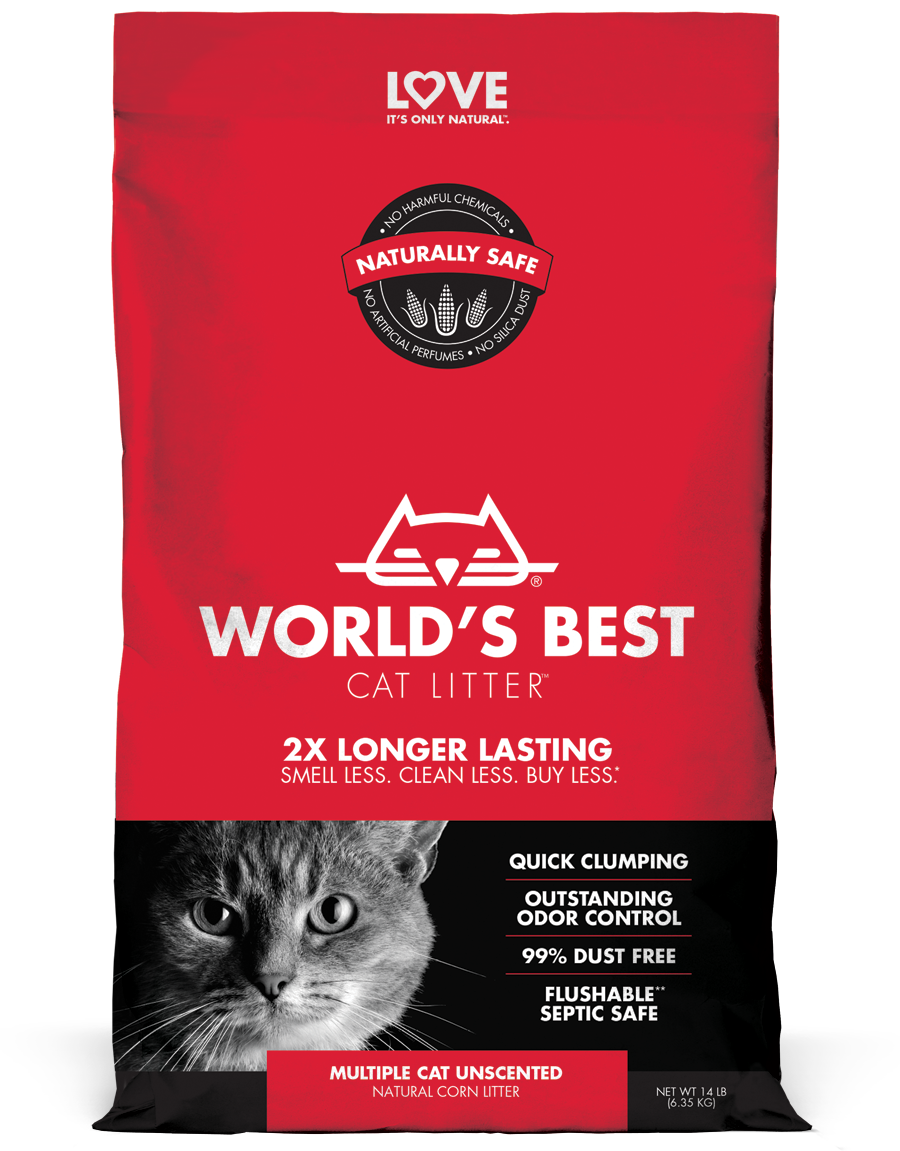 LOVE
IT'S ONLY NATURAL™.
• NO HARMFUL CHEMICALS •
NATURALLY SAFE
NO ARTIFICIAL PERFUMES • NO SILICA DUST
®
WORLD'S BEST
CAT LITTER™
2X LONGER LASTING
SMELL LESS. CLEAN LESS. BUY LESS.*
QUICK CLUMPING
OUTSTANDING
ODOR CONTROL
99% DUST FREE
FLUSHABLE**
SEPTIC SAFE
MULTIPLE CAT UNSCENTED
NATURAL CORN LITTER
NET WT 14 LB
(6.35 KG)